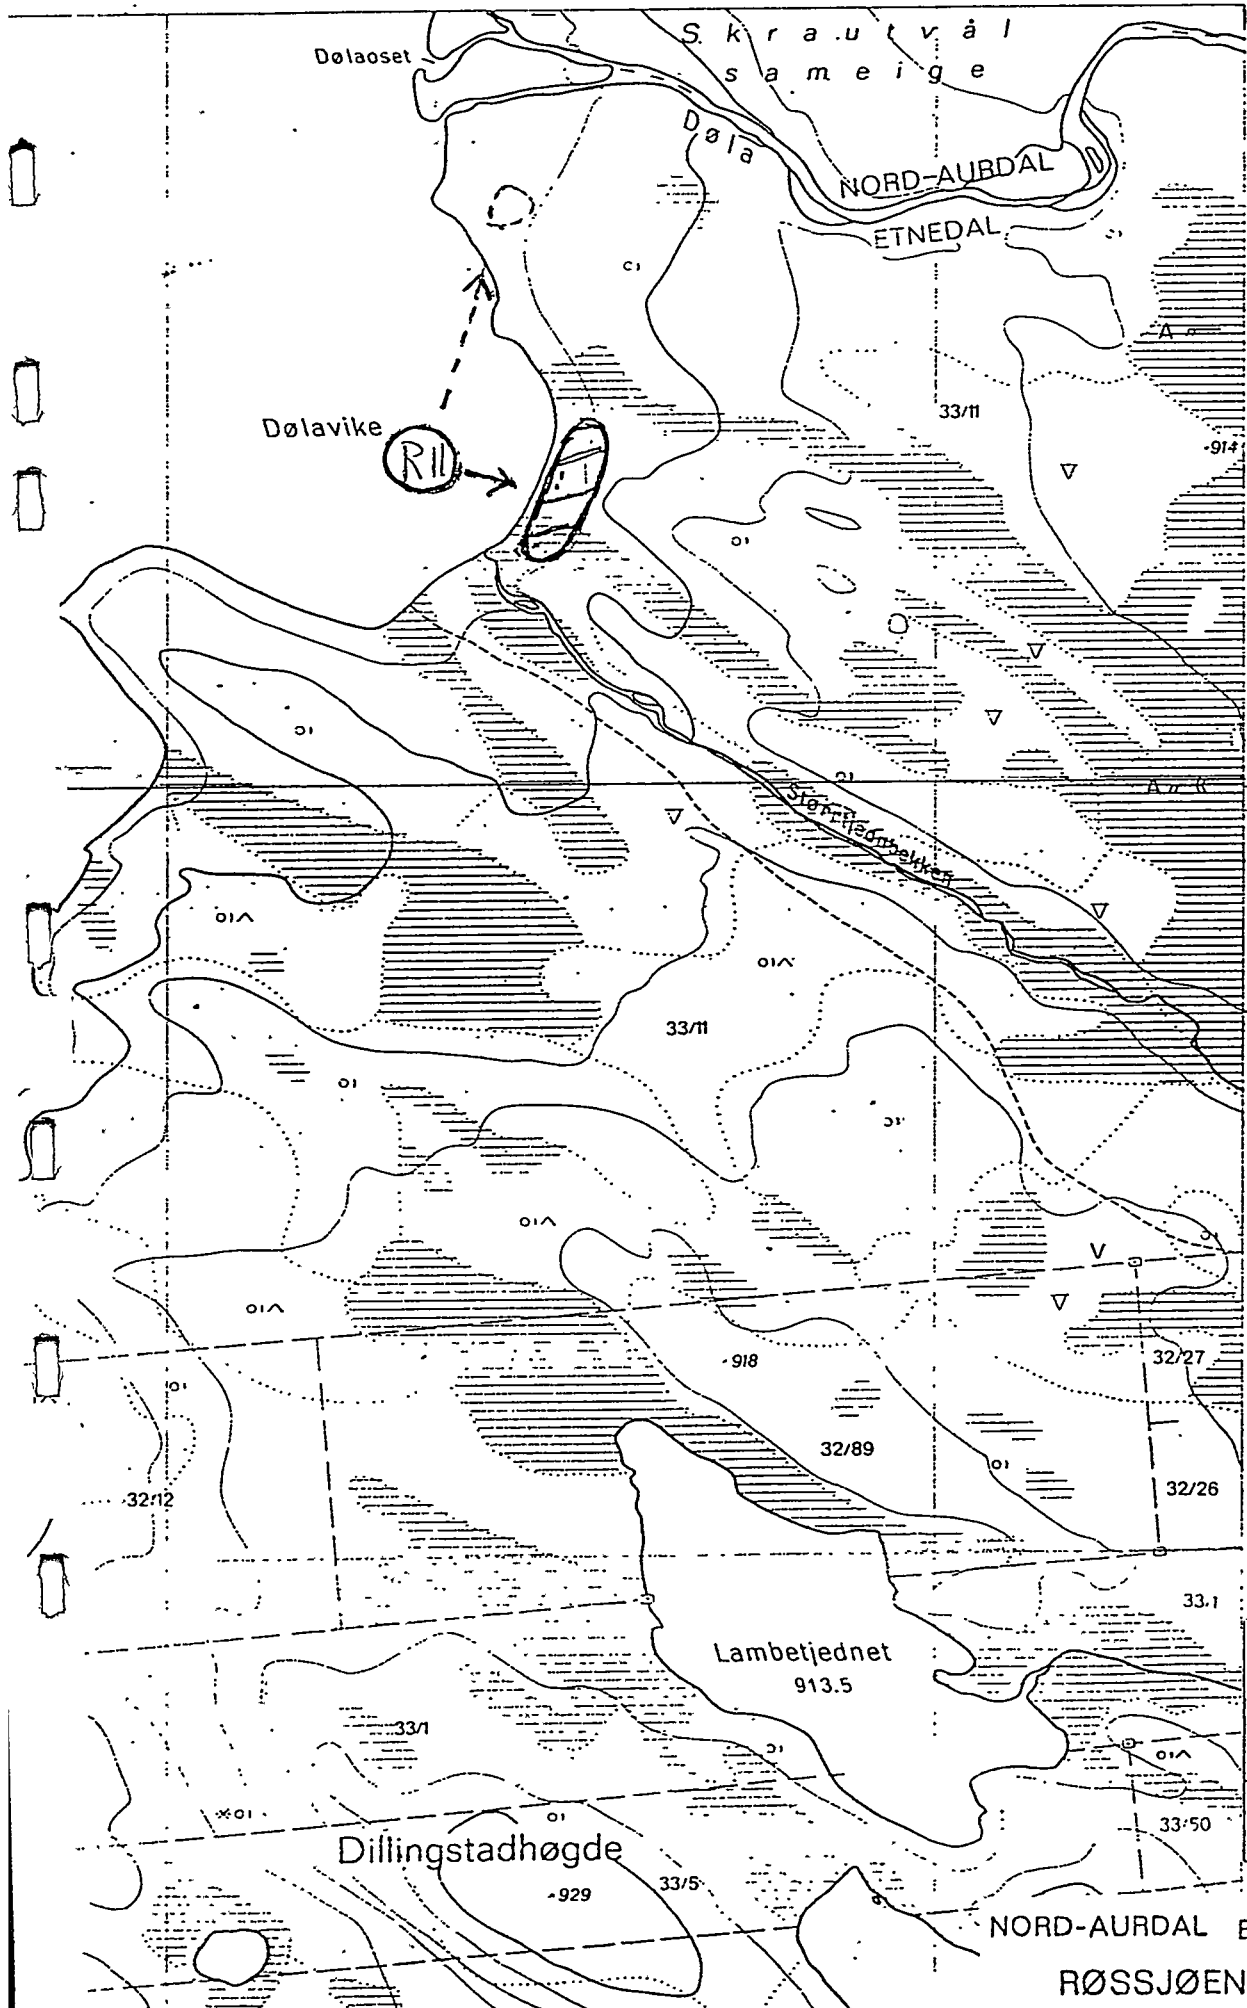 Skrautvål
sameige
Dølaoset
Døla
NORD-AURDAL
ETNEDAL
33/11
-914
Dølavike
R11
Størrtjednbekken
33/11
V
-918
32/27
32/89
32/26
32/12
33/1
Lambetjednet
913.5
33/1
33/50
Dillingstadhøgde
-929
33/5
NORD-AURDAL E
RØSSJØEN